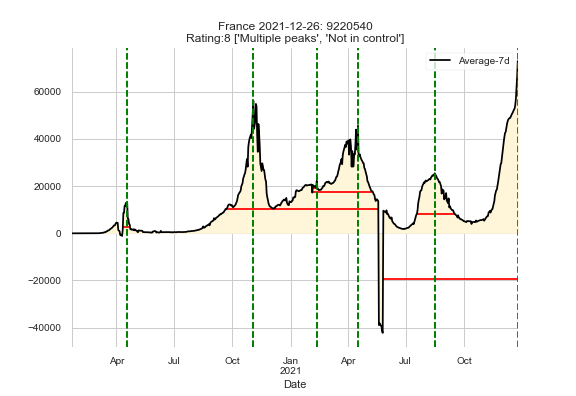 France 2021-12-26: 9220540
Rating:8 ['Multiple peaks', 'Not in control']
Average-7d
60000
40000
20000
0
−20000
−40000
Apr
Jul
Oct
Jan
2021
Apr
Jul
Oct
Date